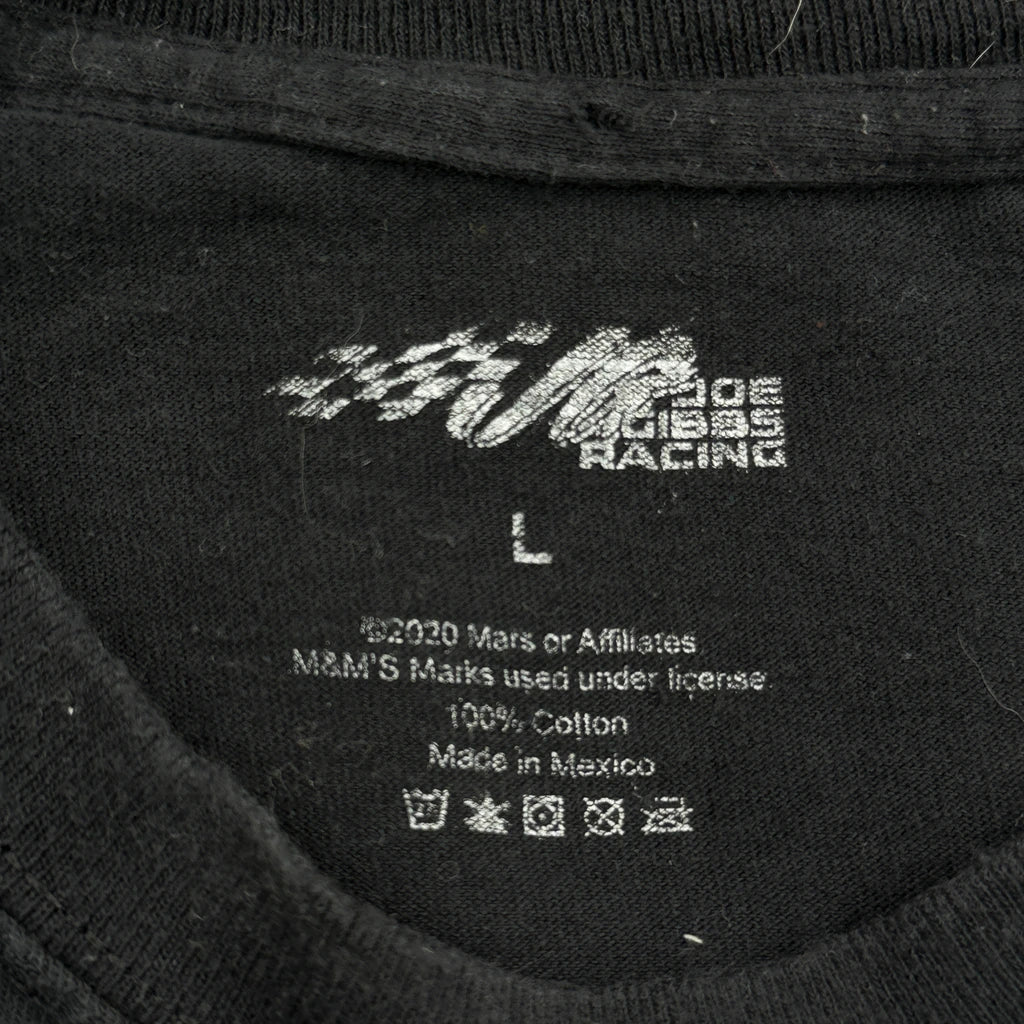 JOE
GIBBS
RACING
L
©2020 Mars or Affiliates
M&M'S Marks used under license.
100% Cotton
Made in Mexico